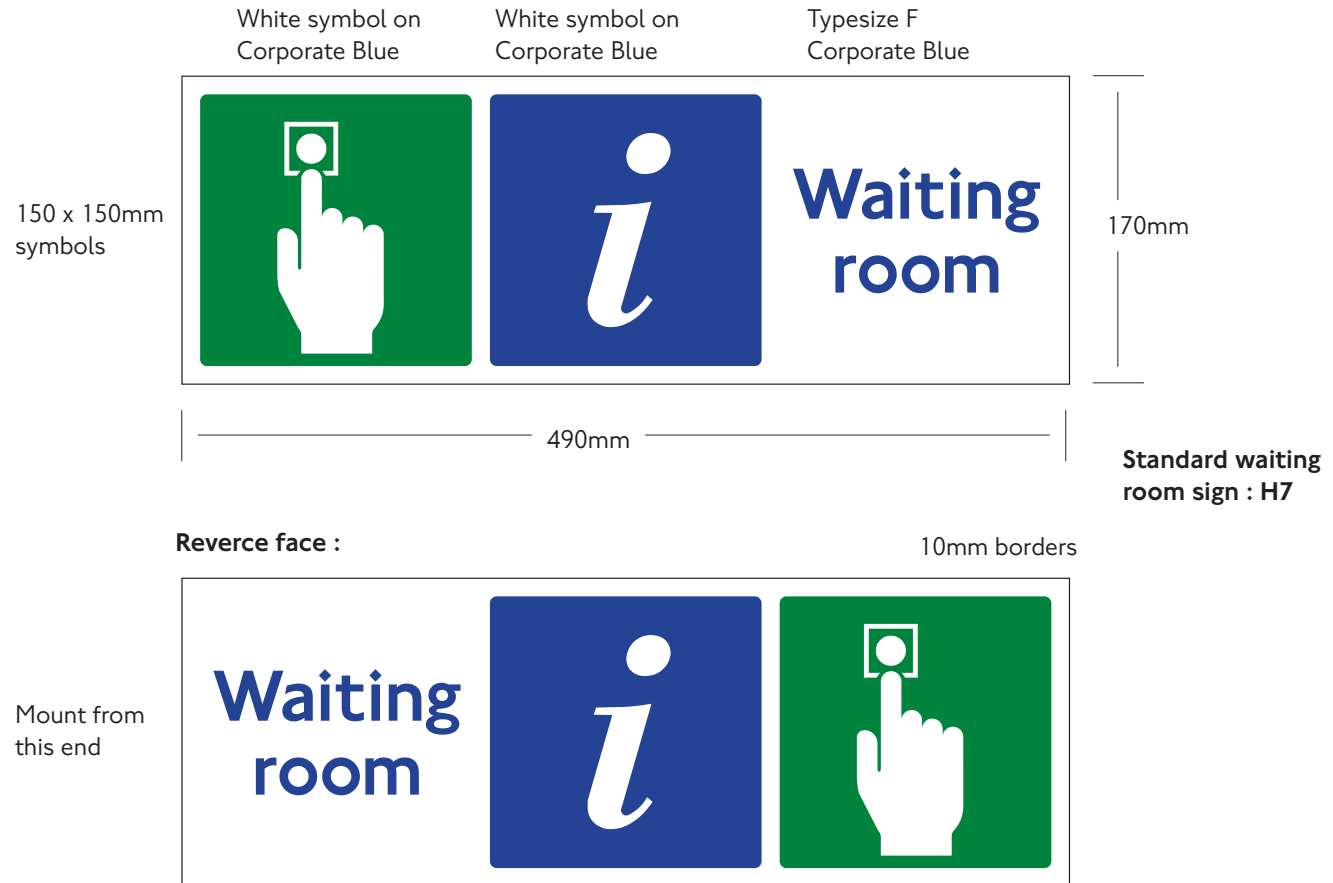 White symbol on
Corporate Blue
White symbol on
Corporate Blue
Typesize F
Corporate Blue
150 x 150mm
symbols
i
Waiting
room
170mm
490mm
Standard waiting
room sign : H7
Reverce face :
10mm borders
Mount from
this end
Waiting
room
i